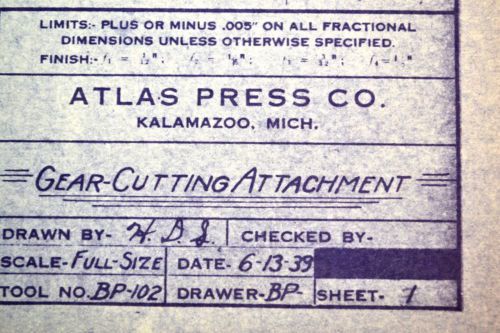 LIMITS:- PLUS OR MINUS .005" ON ALL FRACTIONAL
DIMENSIONS UNLESS OTHERWISE SPECIFIED.
FINISH:-
ATLAS PRESS CO.
KALAMAZOO, MICH.
GEAR-CUTTING ATTACHMENT
DRAWN BY- CHECKED BY-
SCALE- FULL-SIZE DATE- 6-13-39
TOOL NO. BP-102 DRAWER- BP- SHEET- 1